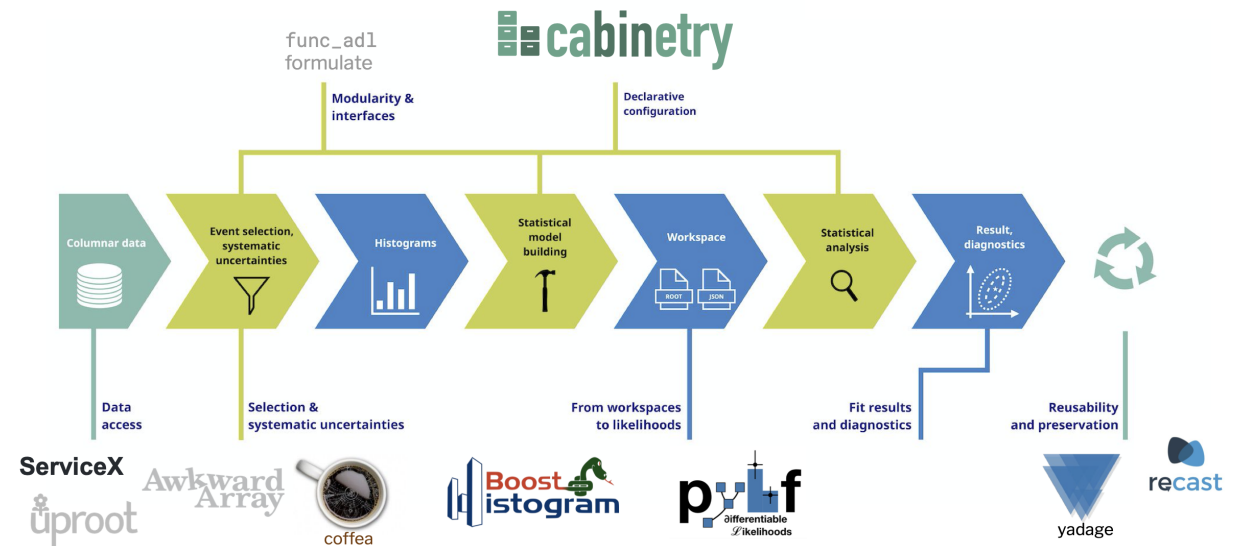 func_adl
formulate
cabinetry
Modularity &
interfaces
Declarative
configuration
Columnar data
Event selection,
systematic
uncertainties
Histograms
Statistical
model
building
Workspace
ROOT
JSON
Statistical
analysis
Result,
diagnostics
Data
access
Selection &
systematic uncertainties
From workspaces
to likelihoods
Fit results
and diagnostics
Reusability
and preservation
ServiceX
uproot
Awkward
Array
coffea
Boost
Histogram
pyhf
∂ifferentiable
ℒikelihoods
yadage
recast